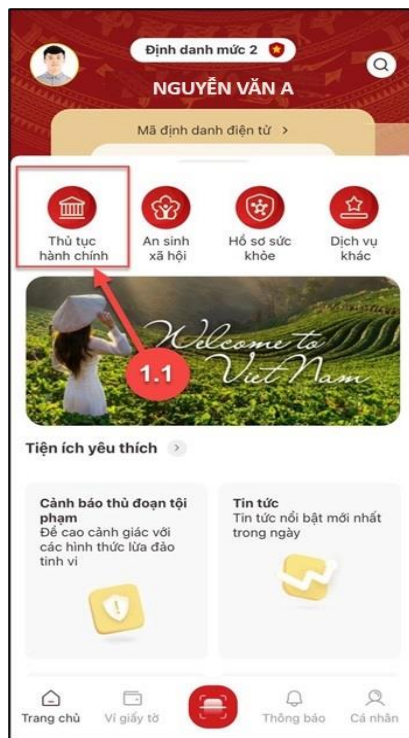 Định danh mức 2
NGUYỄN VĂN A
Mã định danh điện tử >
Thủ tục
hành chính
An sinh
xã hội
Hồ sơ sức
khỏe
Dịch vụ
khác
Welcome to
Viet Nam
1.1
Tiện ích yêu thích >
Cảnh báo thủ đoạn tội
phạm
Đề cao cảnh giác với
các hình thức lừa đảo
tinh vi
Tin tức
Tin tức nổi bật mới nhất
trong ngày
Trang chủ
Ví giấy tờ
Thông báo
Cá nhân